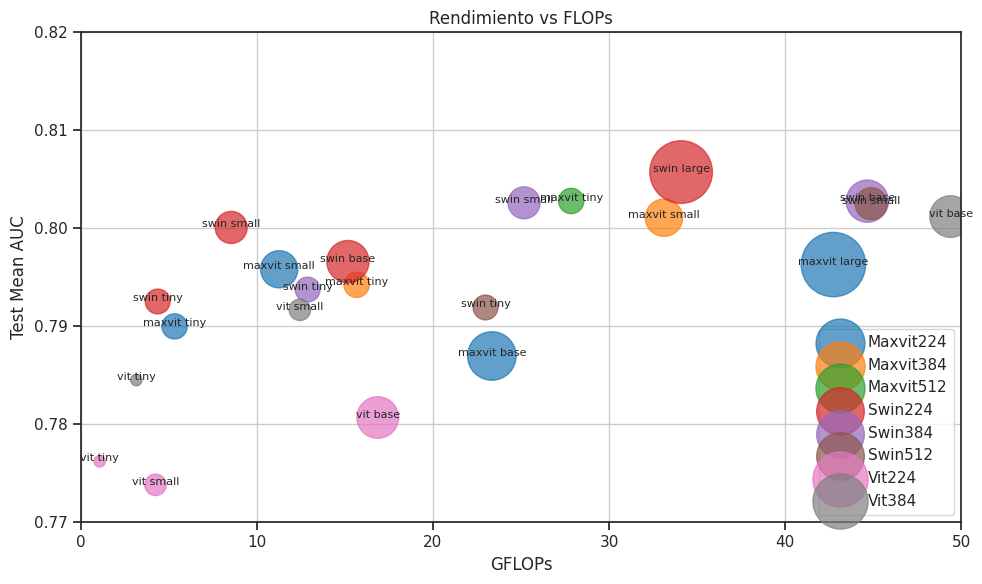 Rendimiento vs FLOPs
0.82
0.81
0.80
0.79
0.78
0.77
Test Mean AUC
swin large
swin small
maxvit tiny
swin base
swin small
maxvit small
vit base
swin small
maxvit small
swin base
maxvit large
maxvit tiny
swin tiny
swin tiny
vit small
swin tiny
maxvit tiny
maxvit base
vit tiny
vit base
vit tiny
vit small
Maxvit224
Maxvit384
Maxvit512
Swin224
Swin384
Swin512
Vit224
Vit384
0
10
20
30
40
50
GFLOPs